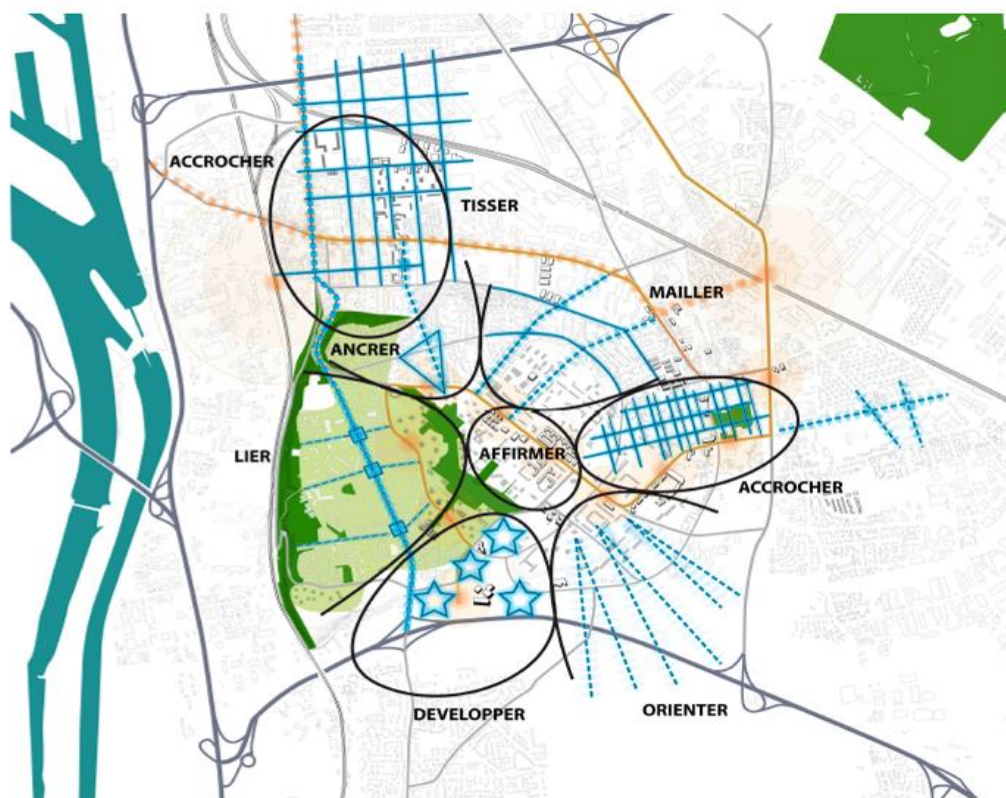 ACCROCHER
TISSER
MAILLER
ANCRER
LIER
AFFIRMER
ACCROCHER
DEVELOPPER
ORIENTER